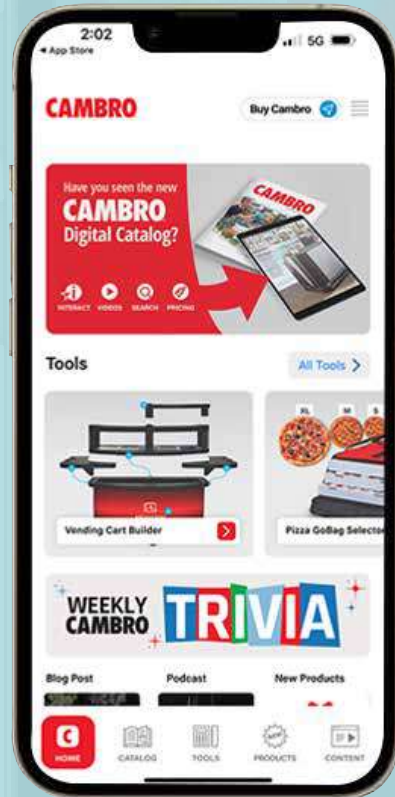 2:02
5G
◄ App Store
CAMBRO
Buy Cambro
Have you seen the new
CAMBRO
Digital Catalog?
CAMBRO
INTERACT VIDEOS SEARCH PRICING
Tools
All Tools >
XL M S
Vending Cart Builder
Pizza GoBag Selector
WEEKLY
CAMBRO
TRIVIA
Blog Post Podcast New Products
C
NEW
HOME CATALOG TOOLS PRODUCTS CONTENT